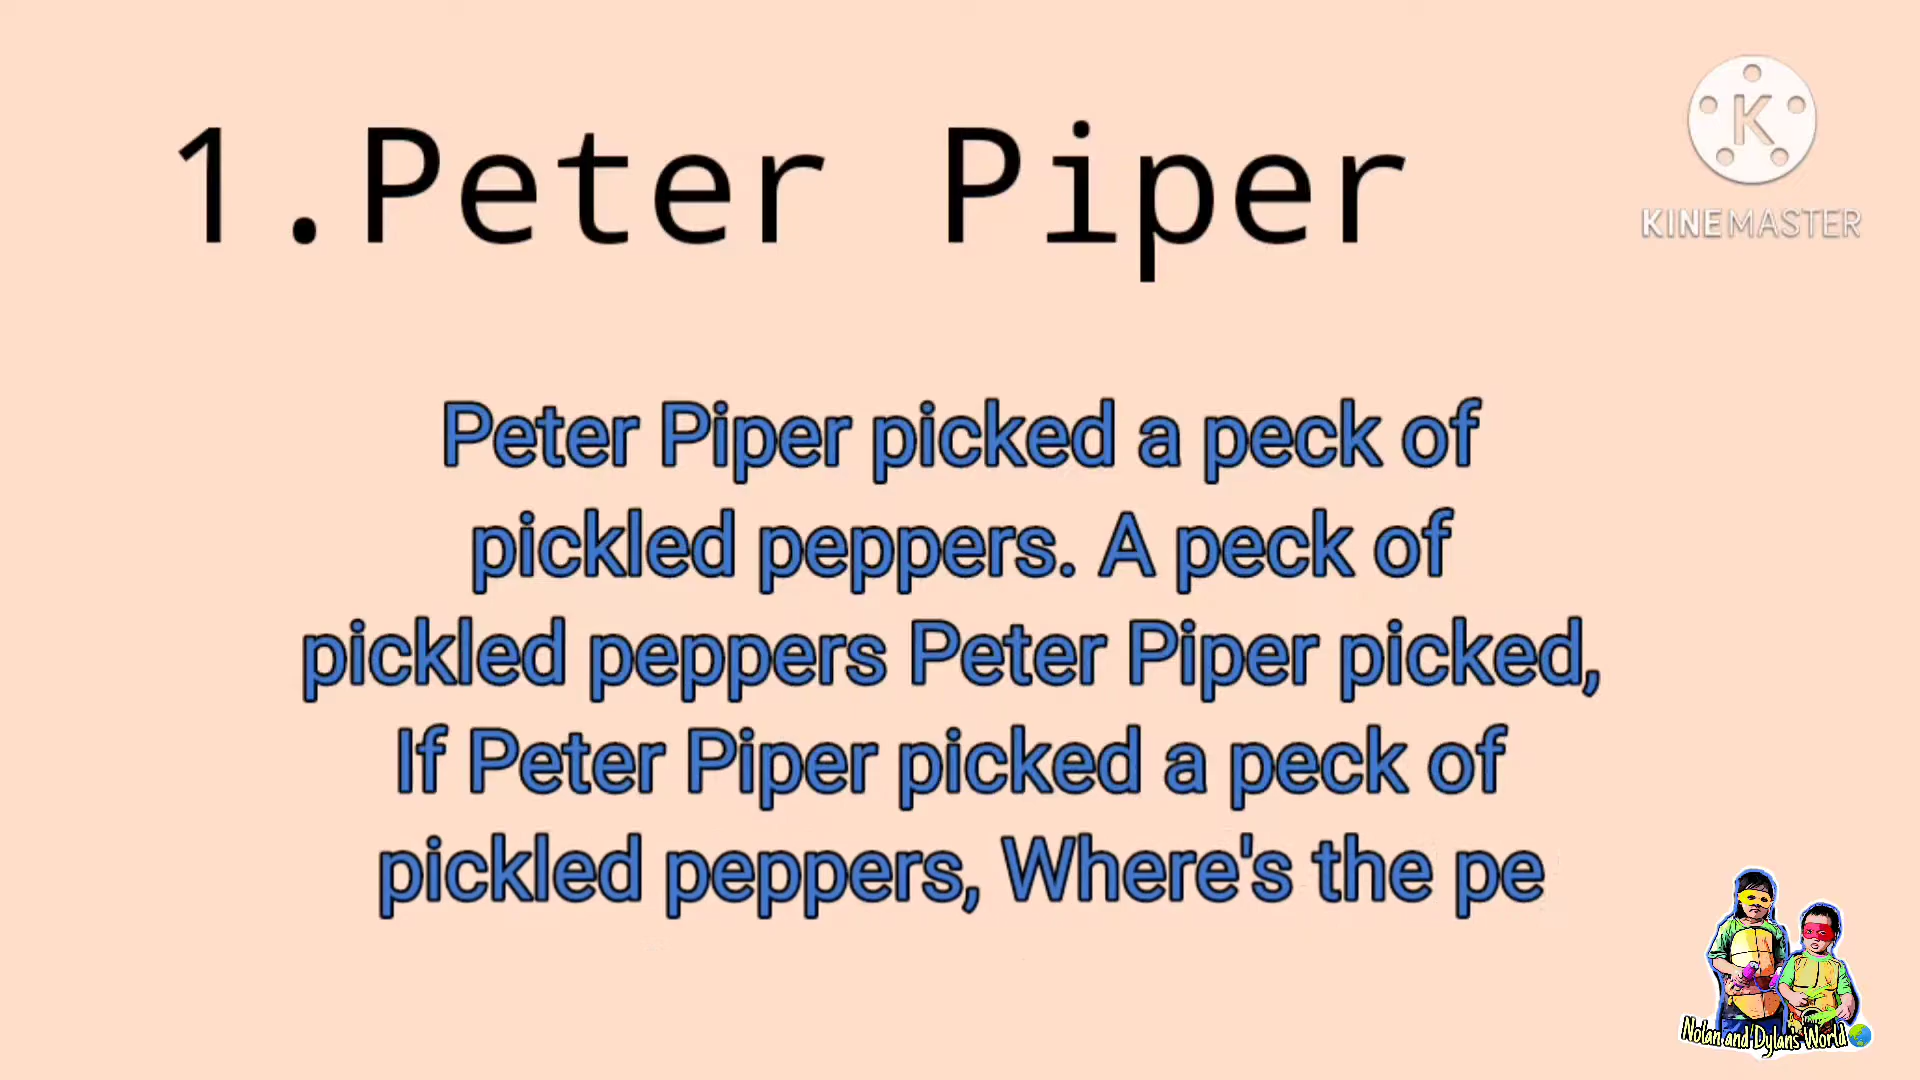 1.Peter Piper
KINEMASTER
Peter Piper picked a peck of
pickled peppers. A peck of
pickled peppers Peter Piper picked,
If Peter Piper picked a peck of
pickled peppers, Where's the pe
Nolan and Dylan's World